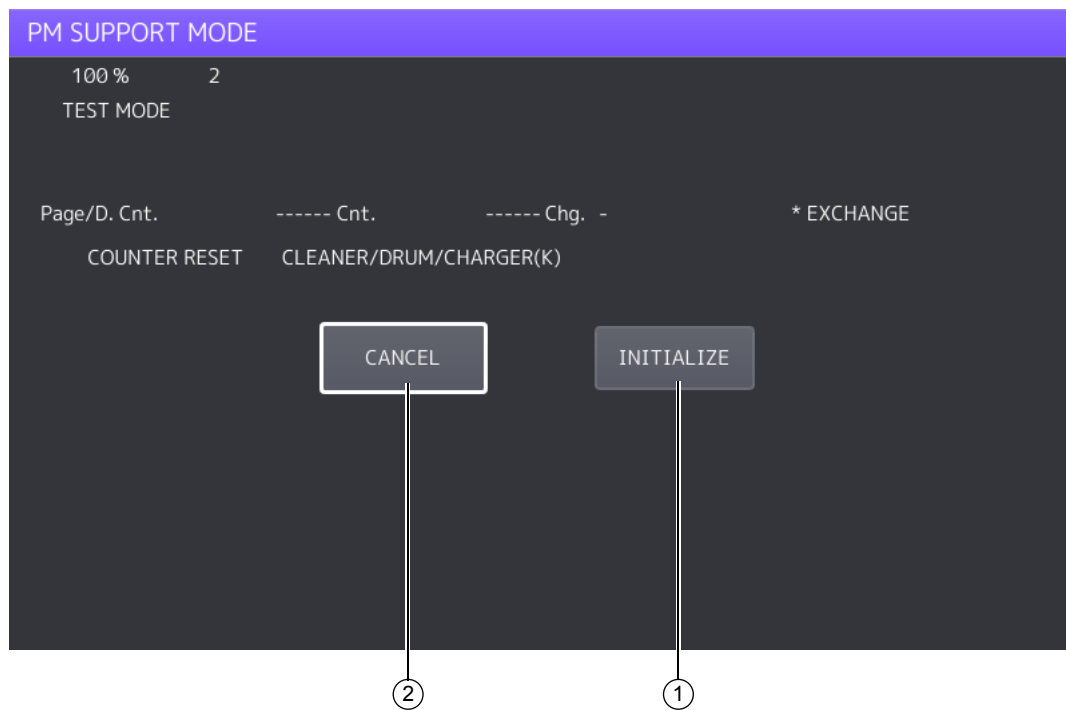 PM SUPPORT MODE
100 % 2
TEST MODE
Page/D. Cnt. ------ Cnt. ------ Chg. - * EXCHANGE
COUNTER RESET CLEANER/DRUM/CHARGER(K)
CANCEL INITIALIZE
2 1